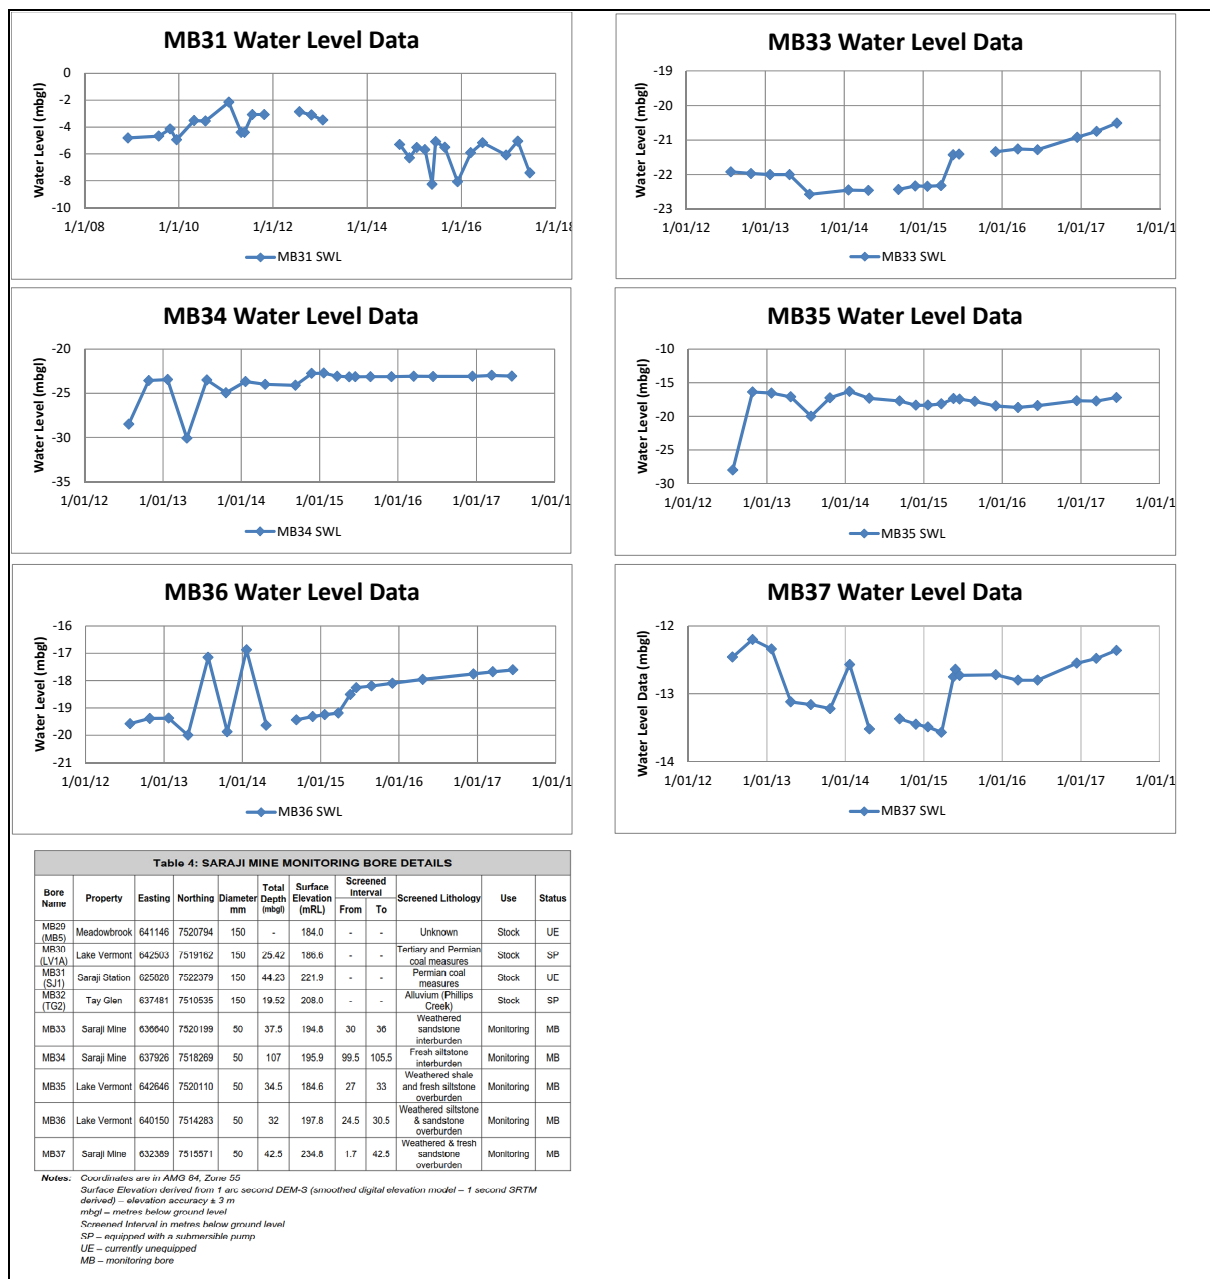 MB31 Water Level Data
Water Level (mbgl)
0
-2
-4
-6
-8
-10
1/1/08 1/1/10 1/1/12 1/1/14 1/1/16 1/1/18
MB31 SWL
MB33 Water Level Data
Water Level (mbgl)
-19
-20
-21
-22
-23
1/01/12 1/01/13 1/01/14 1/01/15 1/01/16 1/01/17 1/01/1
MB33 SWL
MB34 Water Level Data
Water Level (mbgl)
-20
-25
-30
-35
1/01/12 1/01/13 1/01/14 1/01/15 1/01/16 1/01/17 1/01/1
MB34 SWL
MB35 Water Level Data
Water Level (mbgl)
-10
-15
-20
-25
-30
1/01/12 1/01/13 1/01/14 1/01/15 1/01/16 1/01/17 1/01/1
MB35 SWL
MB36 Water Level Data
Water Level (mbgl)
-16
-17
-18
-19
-20
-21
1/01/12 1/01/13 1/01/14 1/01/15 1/01/16 1/01/17 1/01/1
MB36 SWL
MB37 Water Level Data
Water Level Data (mbgl)
-12
-13
-14
1/01/12 1/01/13 1/01/14 1/01/15 1/01/16 1/01/17 1/01/1
MB37 SWL
Table 4: SARAJI MINE MONITORING BORE DETAILS
Bore Name Property Easting Northing Diameter mm Total Depth (mbgl) Surface Elevation (mRL) Screened Interval From To Screened Lithology Use Status
MB29 (MB5) Meadowbrook 641146 7520794 150 - 184.0 - - Unknown Stock UE
MB30 (LV1A) Lake Vermont 642503 7519162 150 25.42 186.6 - - Tertiary and Permian coal measures Stock SP
MB31 (SJ1) Saraji Station 625828 7522379 150 44.23 221.9 - - Permian coal measures Stock UE
MB32 (TG2) Tay Glen 637481 7510535 150 19.52 208.0 - - Alluvium (Phillips Creek) Stock SP
MB33 Saraji Mine 636640 7520199 50 37.5 194.8 30 36 Weathered sandstone interburden Monitoring MB
MB34 Saraji Mine 637926 7518269 50 107 195.9 99.5 105.5 Fresh siltstone interburden Monitoring MB
MB35 Lake Vermont 642646 7520110 50 34.5 184.6 27 33 Weathered shale and fresh siltstone overburden Monitoring MB
MB36 Lake Vermont 640150 7514283 50 32 197.8 24.5 30.5 Weathered siltstone & sandstone overburden Monitoring MB
MB37 Saraji Mine 632389 7515571 50 42.5 234.8 1.7 42.5 Weathered & fresh sandstone overburden Monitoring MB
Notes: Coordinates are in AMG 84, Zone 55
Surface Elevation derived from 1 arc second DEM-S (smoothed digital elevation model – 1 second SRTM
derived) – elevation accuracy ± 3 m
mbgl – metres below ground level
Screened Interval in metres below ground level
SP – equipped with a submersible pump
UE – currently unequipped
MB – monitoring bore